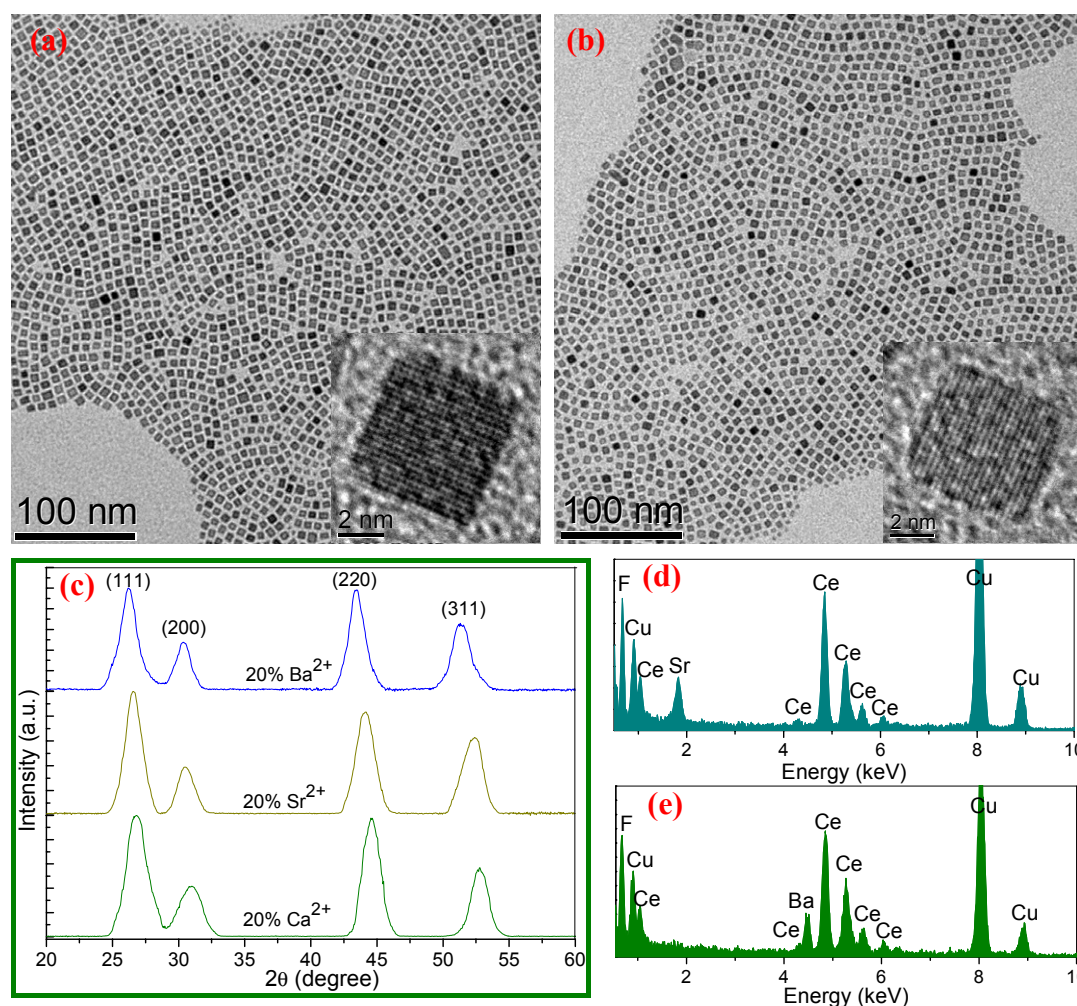 (a)
100 nm
2 nm
(b)
100 nm
2 nm
(c)
(111)
(200)
(220)
(311)
20% Ba2+
20% Sr2+
20% Ca2+
Intensity (a.u.)
20 25 30 35 40 45 50 55 60
2θ (degree)
(d)
F
Cu
Ce
Sr
Ce
Ce
Ce
Ce
Ce
Cu
Cu
2 4 6 8 10
Energy (keV)
(e)
F
Cu
Ce
Ce
Ba
Ce
Ce
Ce
Ce
Cu
Cu
2 4 6 8 10
Energy (keV)